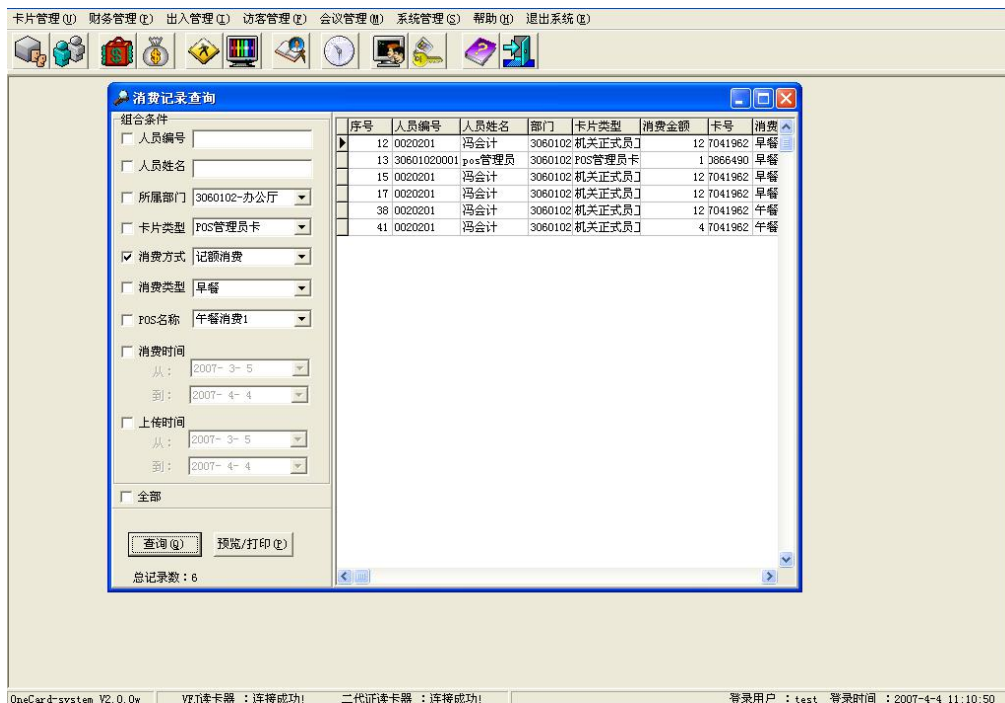 卡片管理(U) 财务管理(P) 出入管理(I) 访客管理(F) 会议管理(M) 系统管理(S) 帮助(H) 退出系统(E)
消费记录查询
组合条件
人员编号
人员姓名
所属部门 3060102-办公厅
卡片类型 POS管理员卡
消费方式 记额消费
消费类型 早餐
POS名称 午餐消费1
消费时间
从: 2007- 3- 5
到: 2007- 4- 4
上传时间
从: 2007- 3- 5
到: 2007- 4- 4
全部
查询(Q) 预览/打印(P)
总记录数:6
序号 人员编号 人员姓名 部门 卡片类型 消费金额 卡号 消费
12 0020201 冯会计 3060102 机关正式员工 12 7041962 早餐
13 30601020001 pos管理员 3060102 POS管理员卡 1 0866490 早餐
15 0020201 冯会计 3060102 机关正式员工 12 7041962 早餐
17 0020201 冯会计 3060102 机关正式员工 12 7041962 早餐
38 0020201 冯会计 3060102 机关正式员工 12 7041962 午餐
41 0020201 冯会计 3060102 机关正式员工 4 7041962 午餐
OneCard-system V2.0.0w VFJ读卡器 :连接成功! 二代证读卡器 :连接成功! 登录用户 :test 登录时间 :2007-4-4 11:10:50